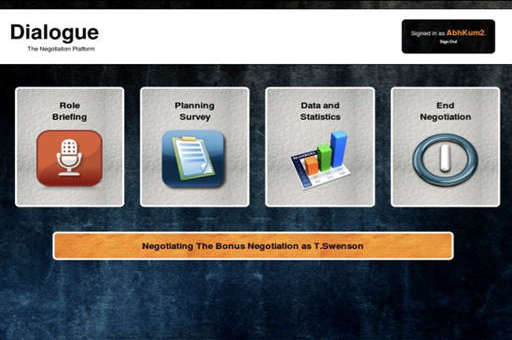 Dialogue
The Negotiation Platform
Signed in as AbhKum2
Sign Out
Role
Briefing
Planning
Survey
Data and
Statistics
End
Negotiation
Negotiating The Bonus Negotiation as T.Swenson